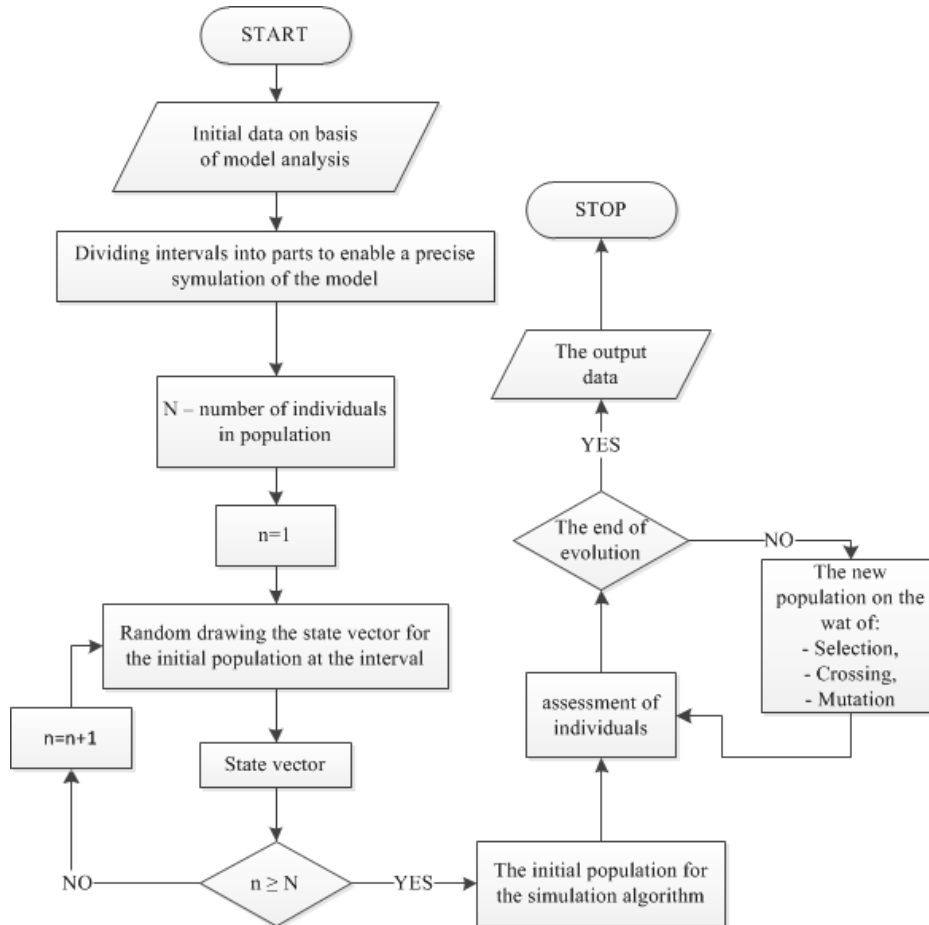 START
Initial data on basis
of model analysis
Dividing intervals into parts to enable a precise
symulation of the model
N – number of individuals
in population
n=1
Random drawing the state vector for
the initial population at the interval
n=n+1
State vector
n ≥ N
NO
YES
The initial population for
the simulation algorithm
assessment of
individuals
The end of
evolution
NO
The new
population on the
wat of:
- Selection,
- Crossing,
- Mutation
YES
The output
data
STOP